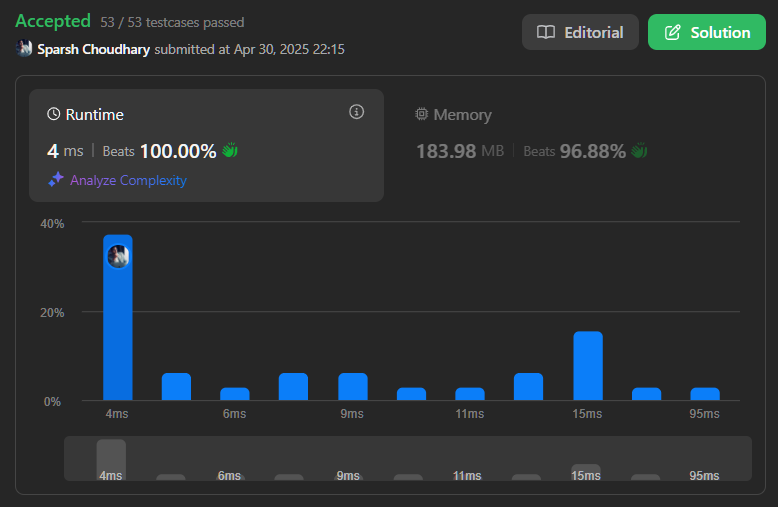 Accepted 53 / 53 testcases passed
Sparsh Choudhary submitted at Apr 30, 2025 22:15
Editorial
Solution
Runtime
4 ms | Beats 100.00%
Analyze Complexity
Memory
183.98 MB | Beats 96.88%
40%
20%
0%
4ms 6ms 9ms 11ms 15ms 95ms
4ms 6ms 9ms 11ms 15ms 95ms